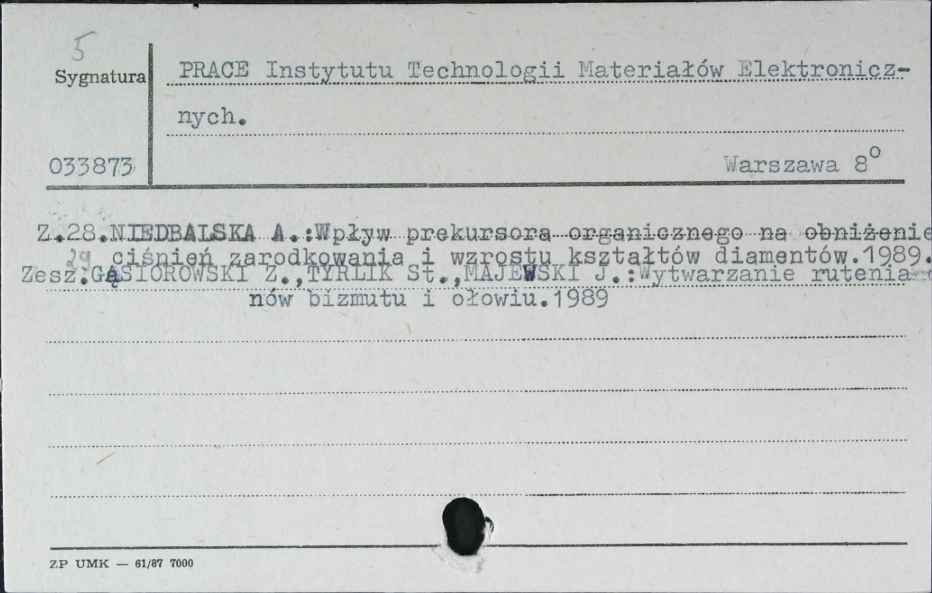 5
Sygnatura
PRACE Instytutu Technologii Materiałów Elektronicz-
nych.
033873
Warszawa 8°
Z.28.NIEDBALSKA A.:Wpływ prekursora organicznego na obniżenie
ciśnień zarodkowania i wzrostu kształtów diamentów.1989.
29
Zesz.GĄSIOROWSKI Z.,TYRLIK St.,MAJEWSKI J.:Wytwarzanie rutenia-
nów bizmutu i ołowiu.1989
ZP UMK — 61/87 7000